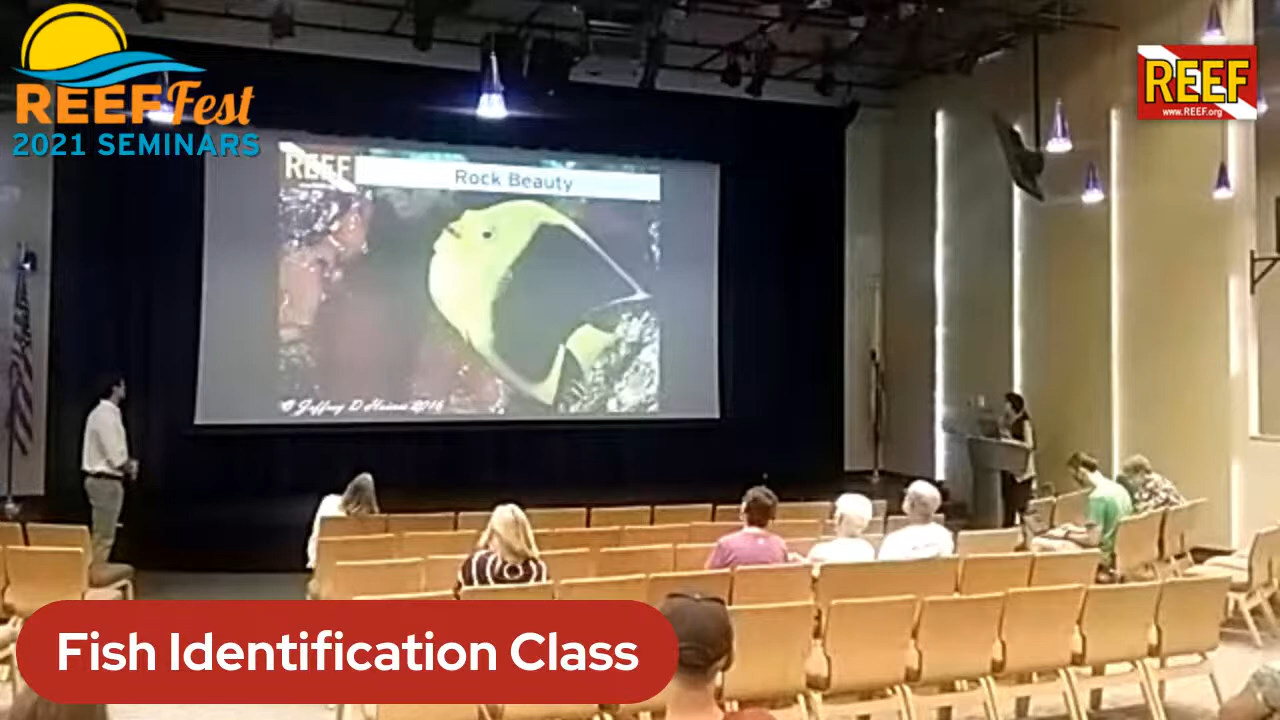 REEF Fest
2021 SEMINARS
REEF
www.REEF.org
REEF
Rock Beauty
Fish Identification Class